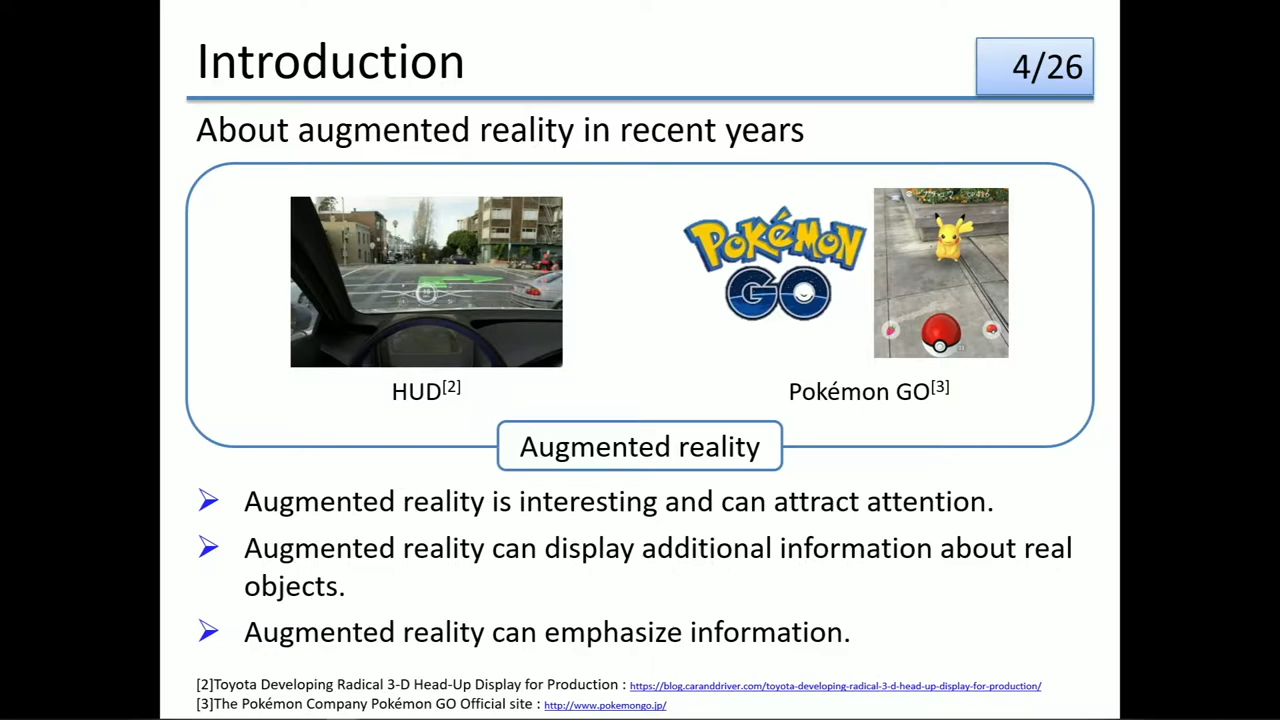 Introduction
4/26
About augmented reality in recent years
POKÉMON
GO
HUD[2]
Pokémon GO[3]
Augmented reality
Augmented reality is interesting and can attract attention.
Augmented reality can display additional information about real
objects.
Augmented reality can emphasize information.
[2]Toyota Developing Radical 3-D Head-Up Display for Production : https://blog.caranddriver.com/toyota-developing-radical-3-d-head-up-display-for-production/
[3]The Pokémon Company Pokémon GO Official site : http://www.pokemongo.jp/